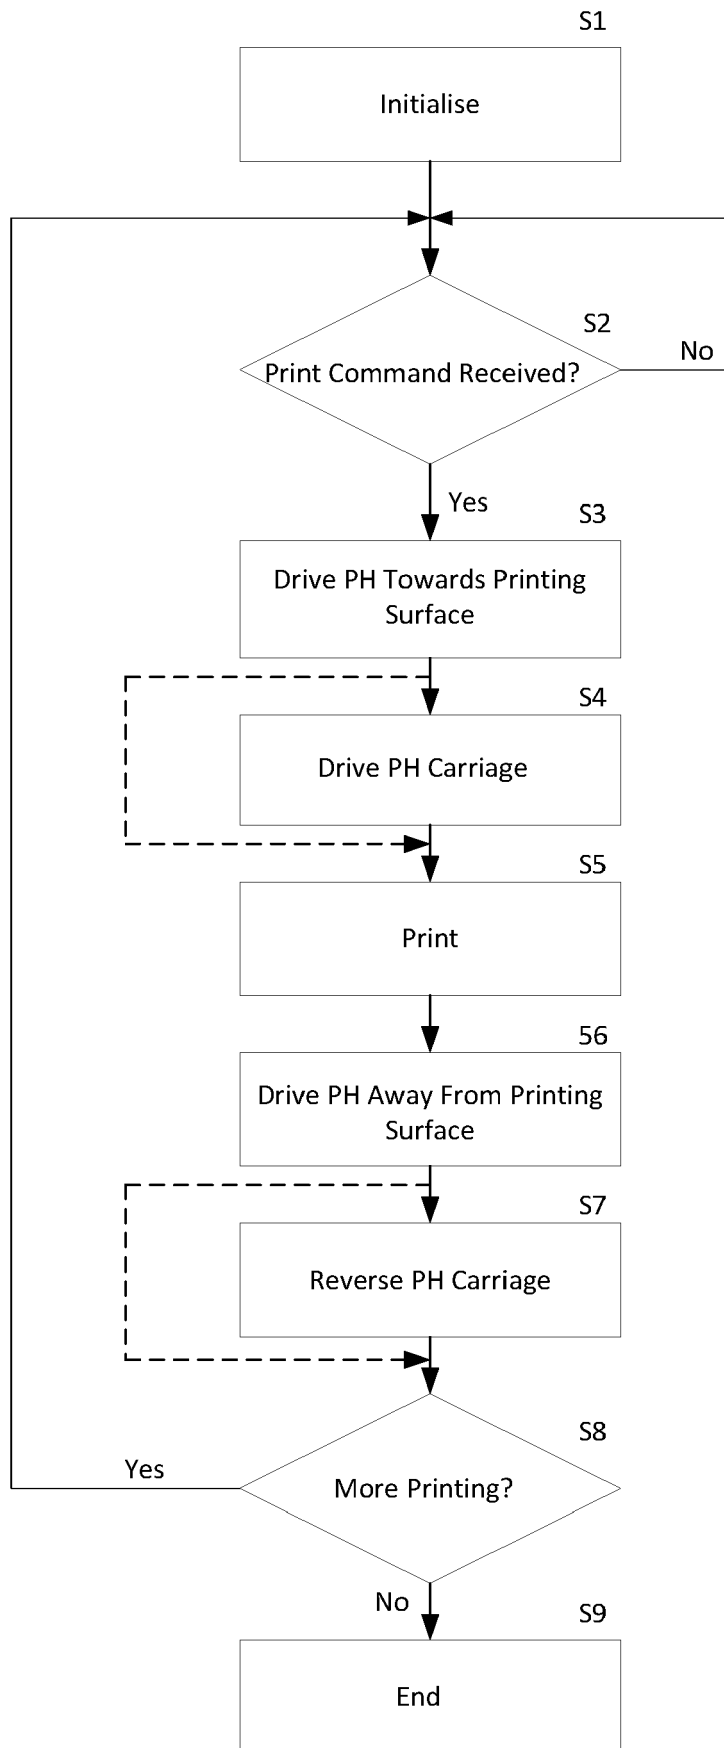 S1
Initialise
S2
Print Command Received?
No
Yes
S3
Drive PH Towards Printing
Surface
S4
Drive PH Carriage
S5
Print
56
Drive PH Away From Printing
Surface
S7
Reverse PH Carriage
S8
Yes
More Printing?
No
S9
End